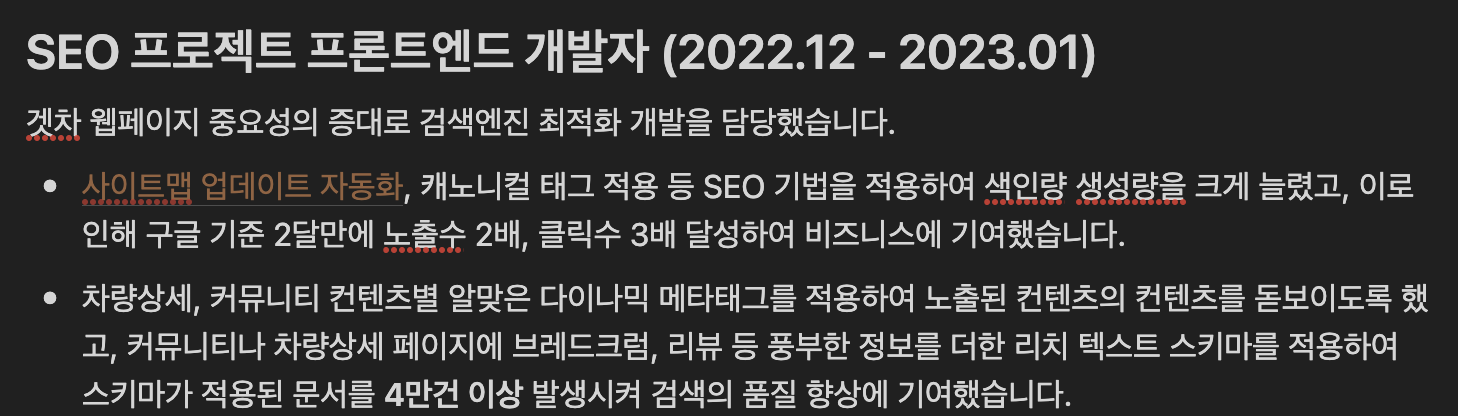 SEO 프로젝트 프론트엔드 개발자 (2022.12 - 2023.01)
겟차 웹페이지 중요성의 증대로 검색엔진 최적화 개발을 담당했습니다.
• 사이트맵 업데이트 자동화, 캐노니컬 태그 적용 등 SEO 기법을 적용하여 색인량 생성량을 크게 늘렸고, 이로
인해 구글 기준 2달만에 노출수 2배, 클릭수 3배 달성하여 비즈니스에 기여했습니다.
• 차량상세, 커뮤니티 컨텐츠별 알맞은 다이나믹 메타태그를 적용하여 노출된 컨텐츠의 컨텐츠를 돋보이도록 했
고, 커뮤니티나 차량상세 페이지에 브레드크럼, 리뷰 등 풍부한 정보를 더한 리치 텍스트 스키마를 적용하여
스키마가 적용된 문서를 4만건 이상 발생시켜 검색의 품질 향상에 기여했습니다.